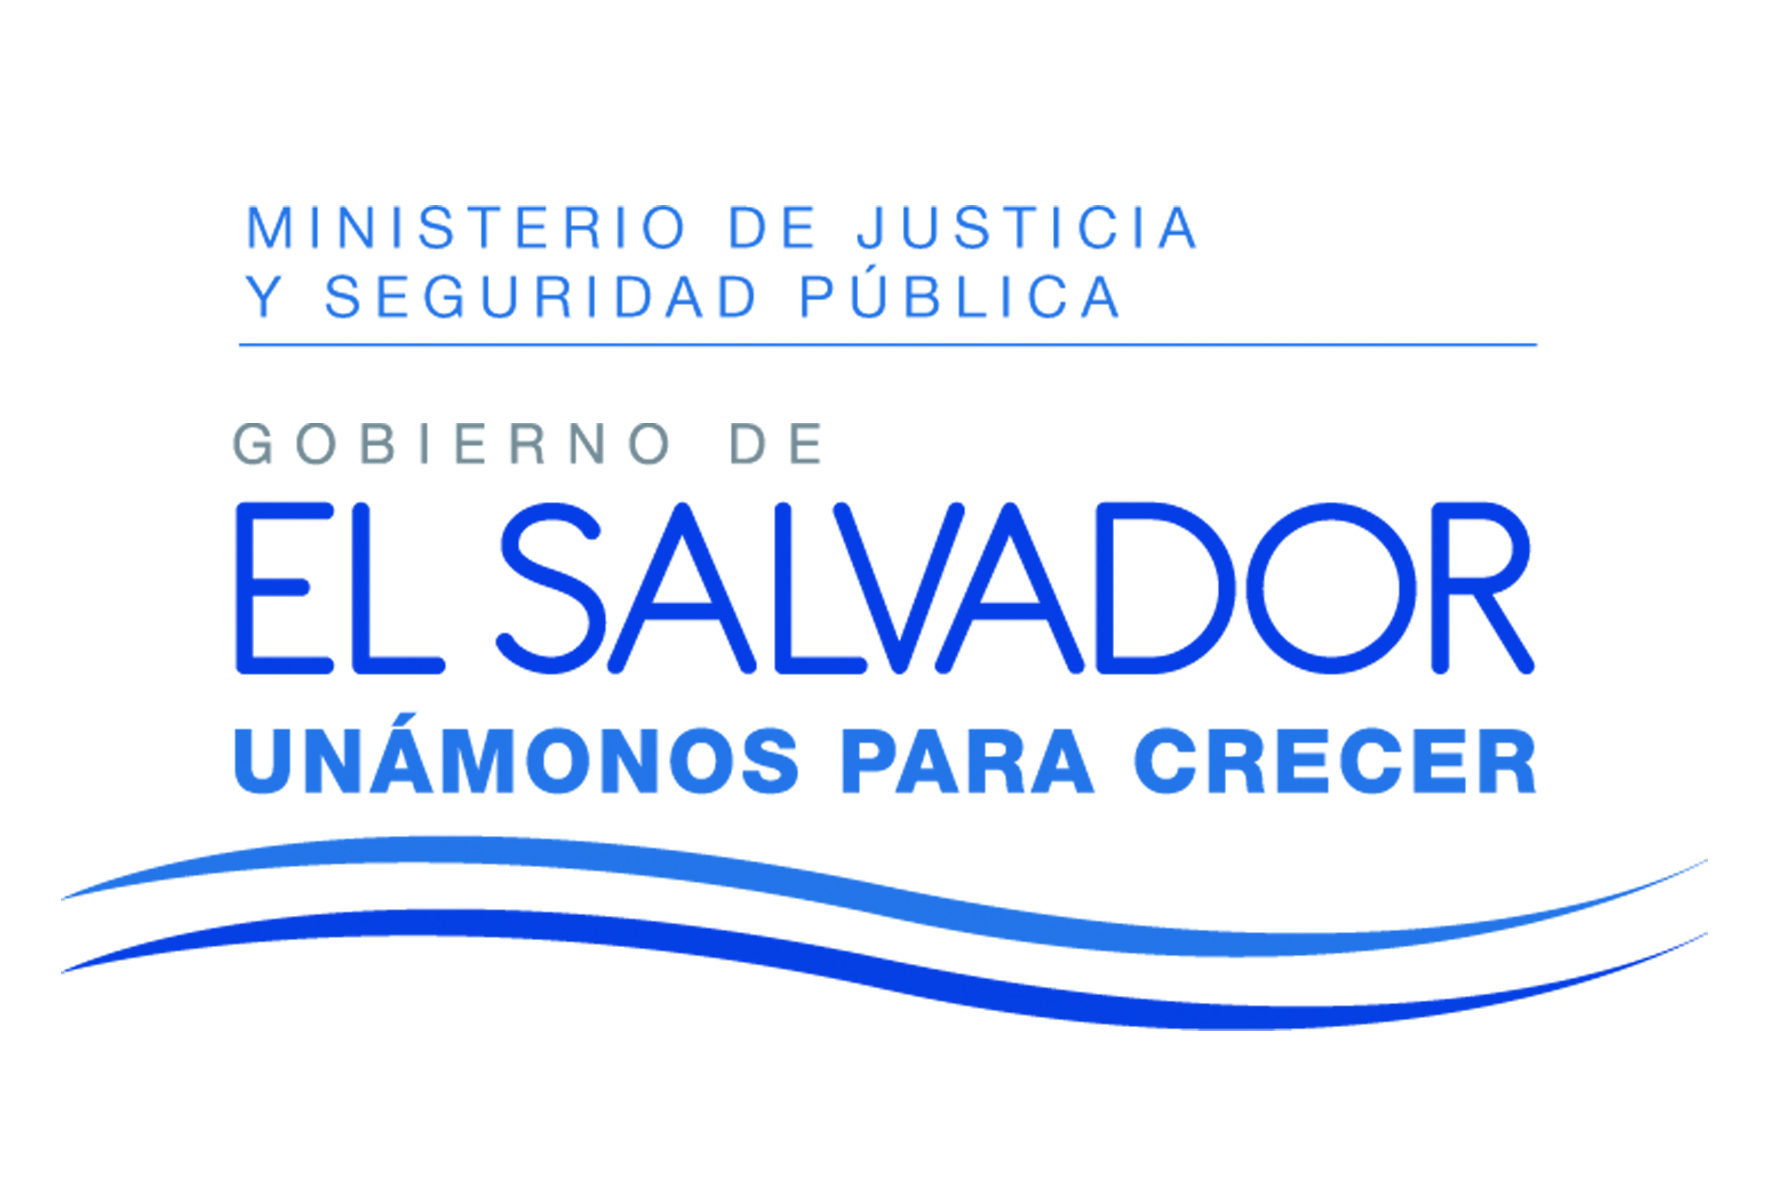 MINISTERIO DE JUSTICIA
Y SEGURIDAD PÚBLICA
GOBIERNO DE
EL SALVADOR
UNÁMONOS PARA CRECER